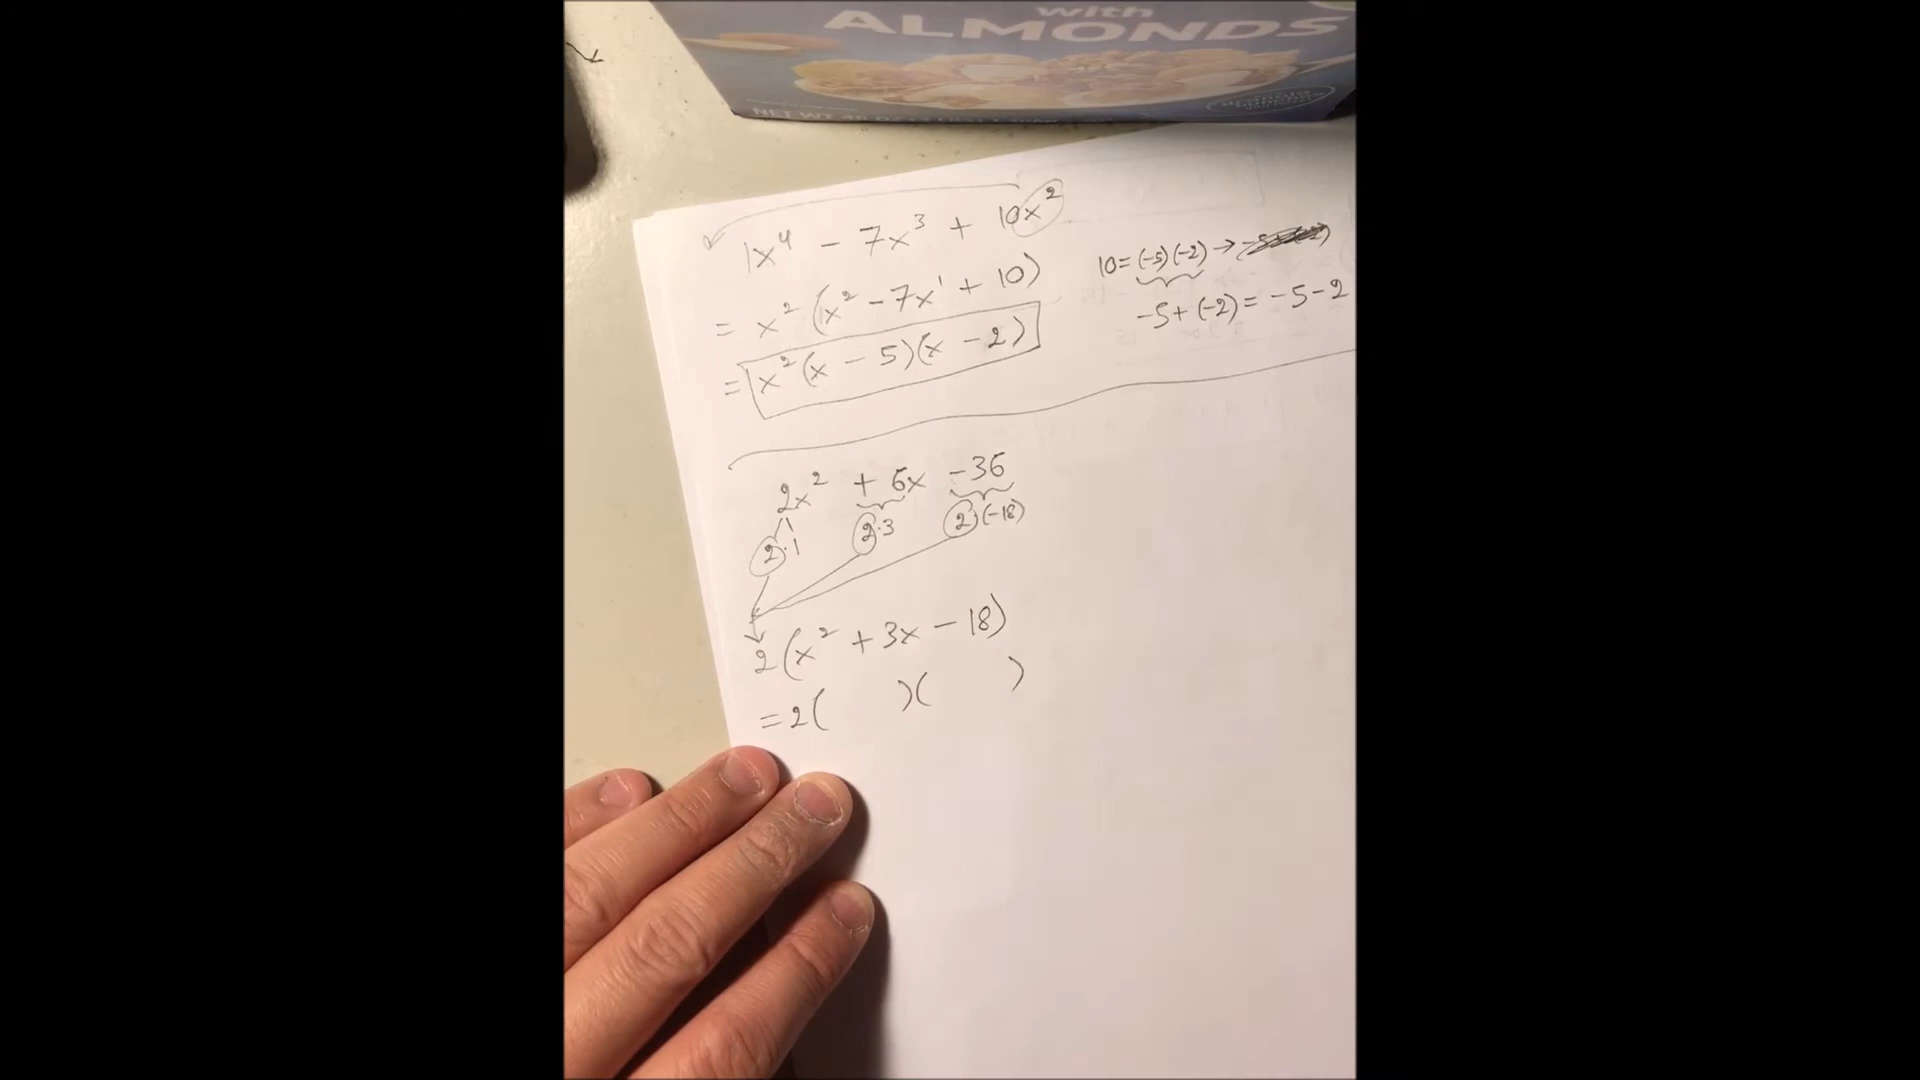 with
ALMONDS
1x⁴ - 7x³ + 10x²
= x² (x² - 7x¹ + 10)
= x² (x - 5)(x - 2)
10 = (-5)(-2) →
-5 + (-2) = -5 - 2
2x² + 6x - 36
2·1 2·3 2·(-18)
2(x² + 3x - 18)
= 2( )( )